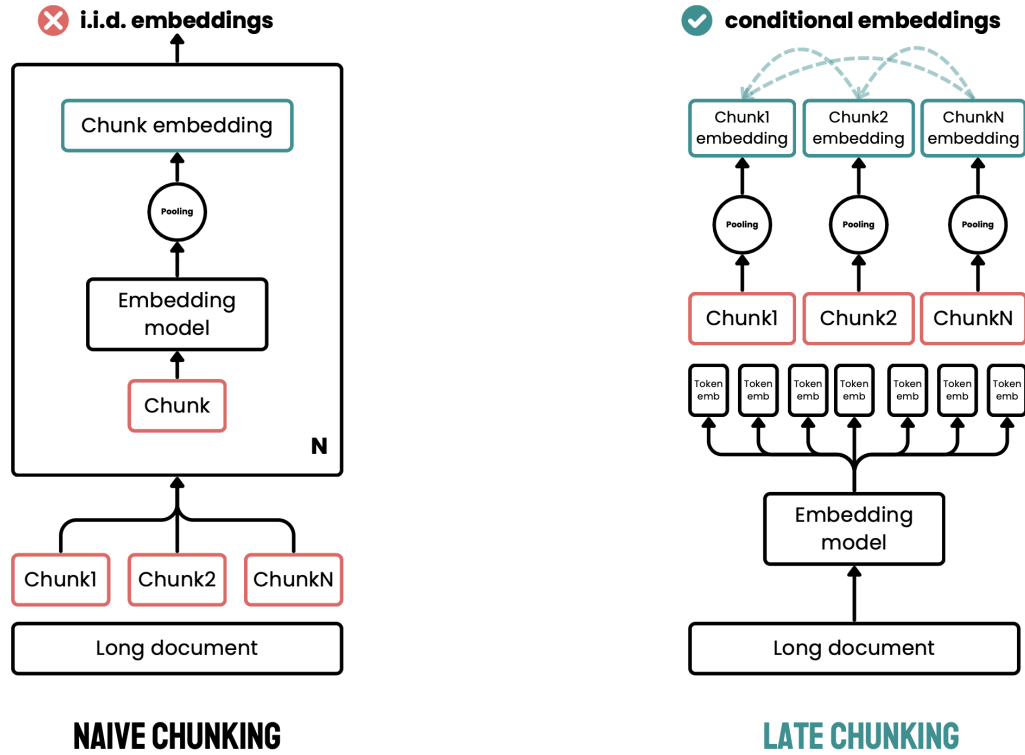 i.i.d. embeddings
Chunk embedding
Pooling
Embedding
model
Chunk
N
Chunk1 Chunk2 ChunkN
Long document
NAIVE CHUNKING
conditional embeddings
Chunk1 Chunk2 ChunkN
embedding embedding embedding
Pooling Pooling Pooling
Chunk1 Chunk2 ChunkN
Token Token Token Token Token Token Token
emb emb emb emb emb emb emb
Embedding
model
Long document
LATE CHUNKING